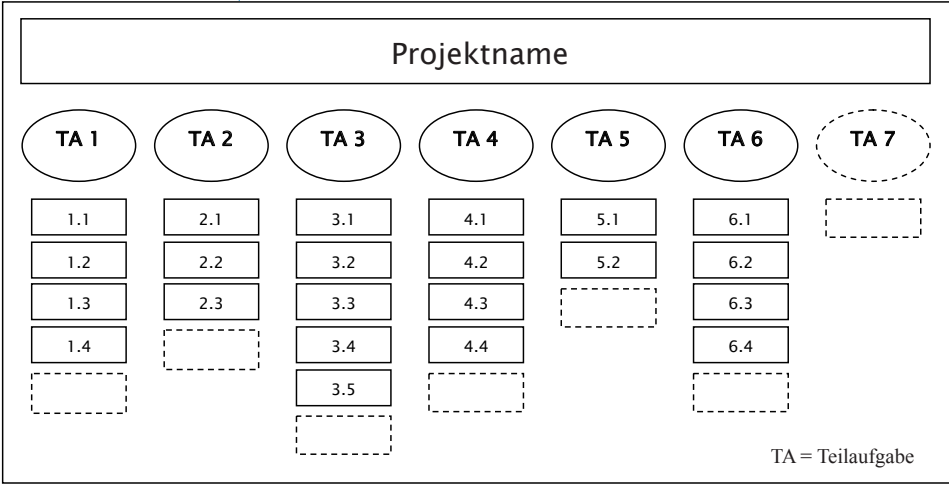 Projektname
TA 1 TA 2 TA 3 TA 4 TA 5 TA 6 TA 7
1.1 2.1 3.1 4.1 5.1 6.1
1.2 2.2 3.2 4.2 5.2 6.2
1.3 2.3 3.3 4.3 6.3
1.4 3.4 4.4 6.4
3.5
TA = Teilaufgabe